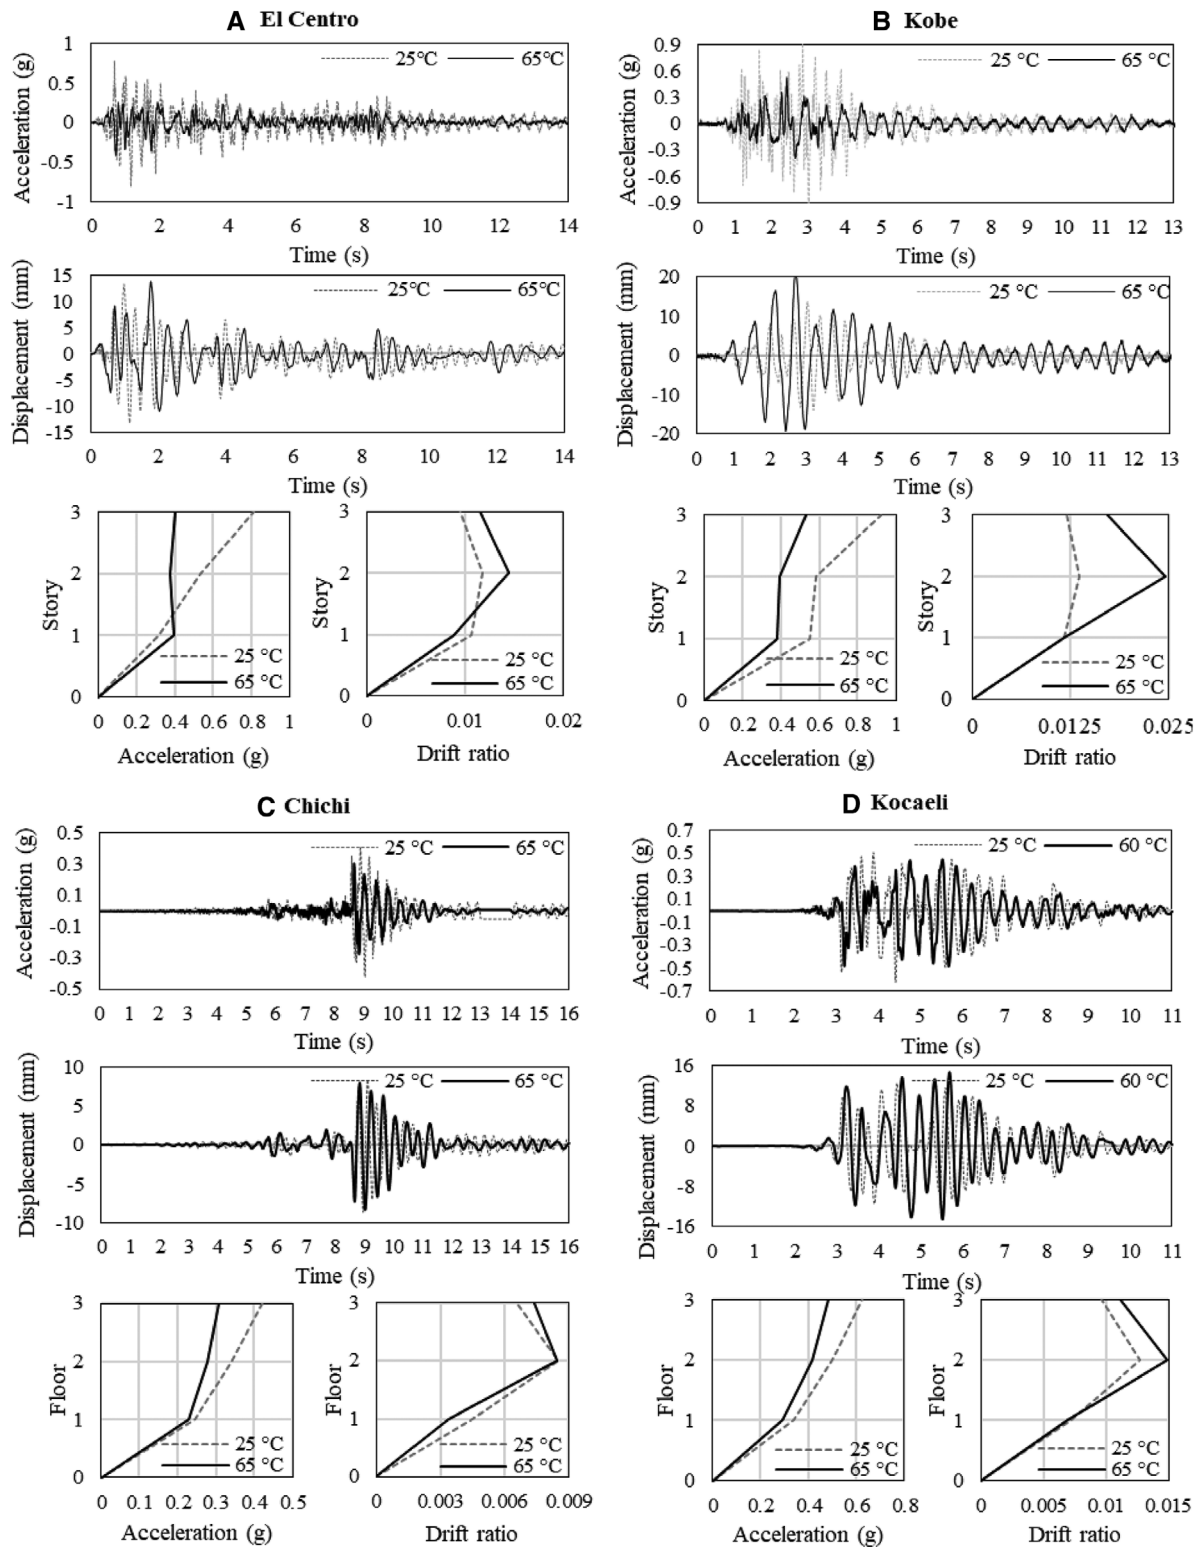 A El Centro
Acceleration (g)
1
0.5
0
-0.5
-1
25℃ 65℃
0 2 4 6 8 10 12 14
Time (s)
Displacement (mm)
15
10
5
0
-5
-10
-15
25℃ 65℃
0 2 4 6 8 10 12 14
Time (s)
Story
3
2
1
0
25 °C
65 °C
0 0.2 0.4 0.6 0.8 1
Acceleration (g)
Story
3
2
1
0
25 °C
65 °C
0 0.01 0.02
Drift ratio
B Kobe
Acceleration (g)
0.9
0.6
0.3
0
-0.3
-0.6
-0.9
25 °C 65 °C
0 1 2 3 4 5 6 7 8 9 10 11 12 13
Time (s)
Displacement (mm)
20
10
0
-10
-20
25 °C 65 °C
0 1 2 3 4 5 6 7 8 9 10 11 12 13
Time (s)
Story
3
2
1
0
25 °C
65 °C
0 0.2 0.4 0.6 0.8 1
Acceleration (g)
Story
3
2
1
0
25 °C
65 °C
0 0.0125 0.025
Drift ratio
C Chichi
Acceleration (g)
0.5
0.3
0.1
-0.1
-0.3
-0.5
25 °C 65 °C
0 1 2 3 4 5 6 7 8 9 10 11 12 13 14 15 16
Time (s)
Displacement (mm)
10
5
0
-5
-10
25 °C 65 °C
0 1 2 3 4 5 6 7 8 9 10 11 12 13 14 15 16
Time (s)
Floor
3
2
1
0
25 °C
65 °C
0 0.1 0.2 0.3 0.4 0.5
Acceleration (g)
Floor
3
2
1
0
25 °C
65 °C
0 0.003 0.006 0.009
Drift ratio
D Kocaeli
Acceleration (g)
0.7
0.5
0.3
0.1
-0.1
-0.3
-0.5
-0.7
25 °C 60 °C
0 1 2 3 4 5 6 7 8 9 10 11
Time (s)
Displacement (mm)
16
8
0
-8
-16
25 °C 60 °C
0 1 2 3 4 5 6 7 8 9 10 11
Time (s)
Floor
3
2
1
0
25 °C
65 °C
0 0.2 0.4 0.6 0.8
Acceleration (g)
Floor
3
2
1
0
25 °C
65 °C
0 0.005 0.01 0.015
Drift ratio